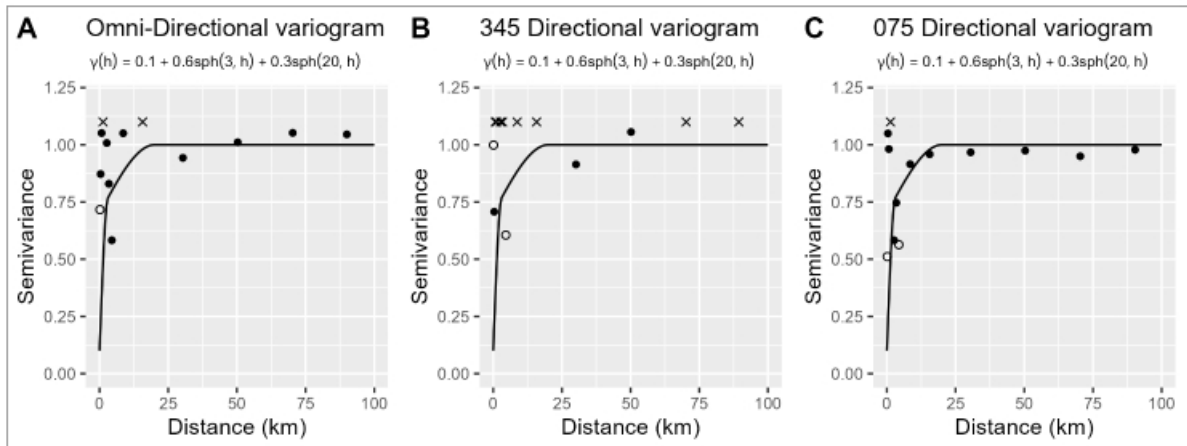 A Omni-Directional variogram
γ(h) = 0.1 + 0.6sph(3, h) + 0.3sph(20, h)
1.25
1.00
0.75
0.50
0.25
0.00
Semivariance
0 25 50 75 100
Distance (km)
B 345 Directional variogram
γ(h) = 0.1 + 0.6sph(3, h) + 0.3sph(20, h)
1.25
1.00
0.75
0.50
0.25
0.00
Semivariance
0 25 50 75 100
Distance (km)
C 075 Directional variogram
γ(h) = 0.1 + 0.6sph(3, h) + 0.3sph(20, h)
1.25
1.00
0.75
0.50
0.25
0.00
Semivariance
0 25 50 75 100
Distance (km)